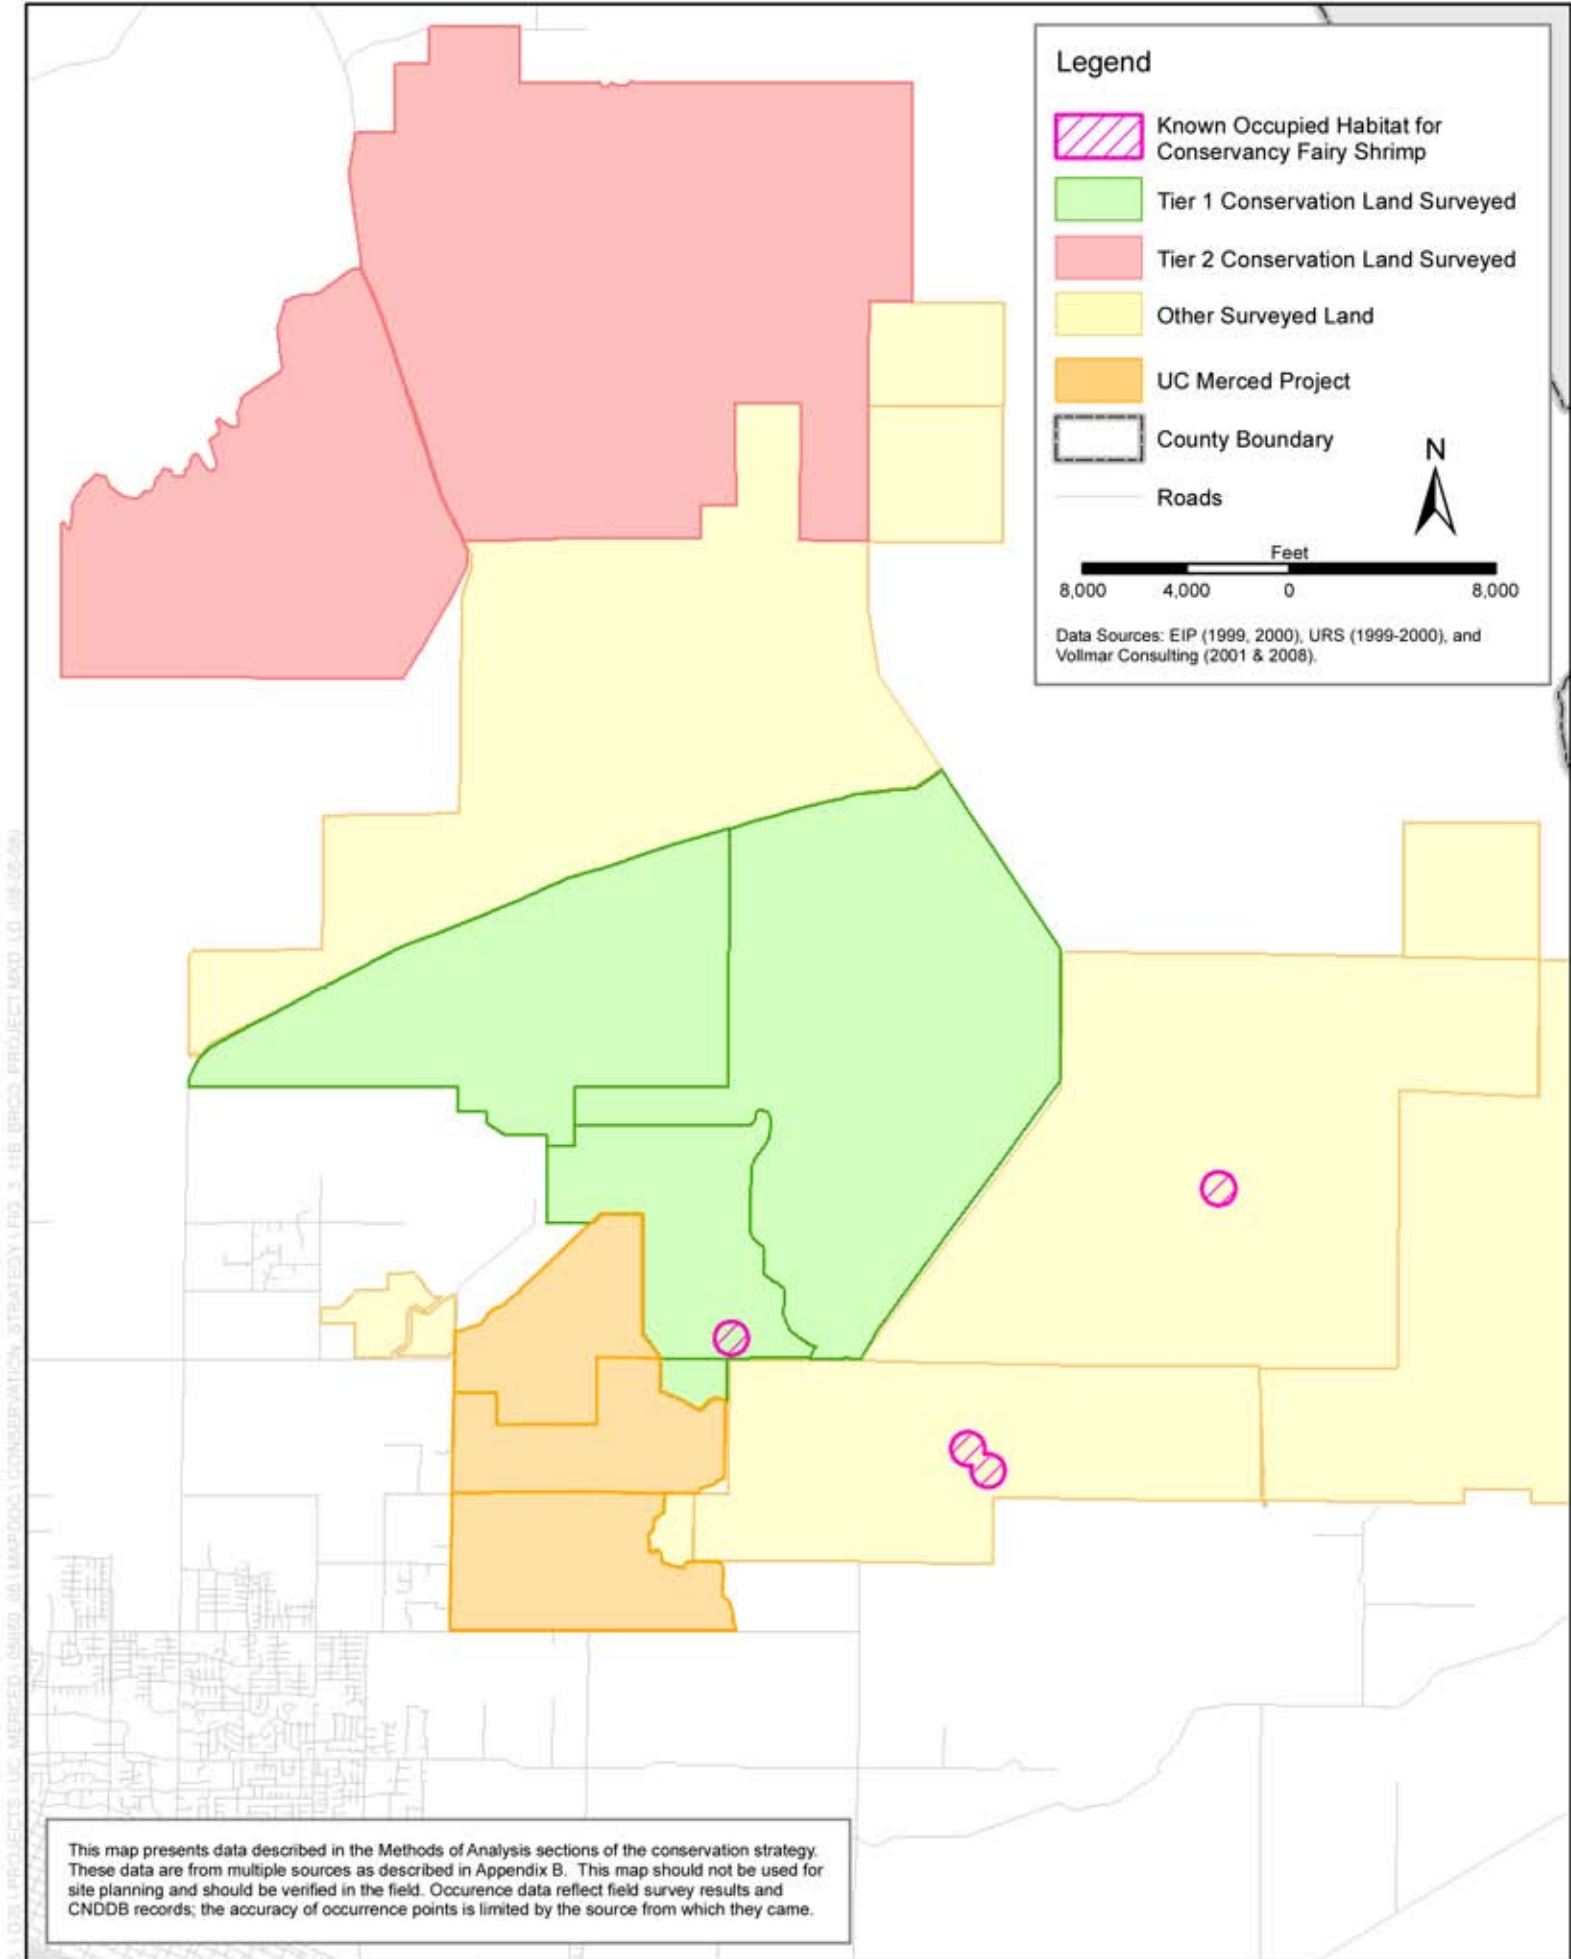 Legend
Known Occupied Habitat for
Conservancy Fairy Shrimp
Tier 1 Conservation Land Surveyed
Tier 2 Conservation Land Surveyed
Other Surveyed Land
UC Merced Project
County Boundary
Roads
N
Feet
8,000 4,000 0 8,000
Data Sources: EIP (1999, 2000), URS (1999-2000), and
Vollmar Consulting (2001 & 2008).
This map presents data described in the Methods of Analysis sections of the conservation strategy.
These data are from multiple sources as described in Appendix B. This map should not be used for
site planning and should be verified in the field. Occurence data reflect field survey results and
CNDDB records; the accuracy of occurrence points is limited by the source from which they came.